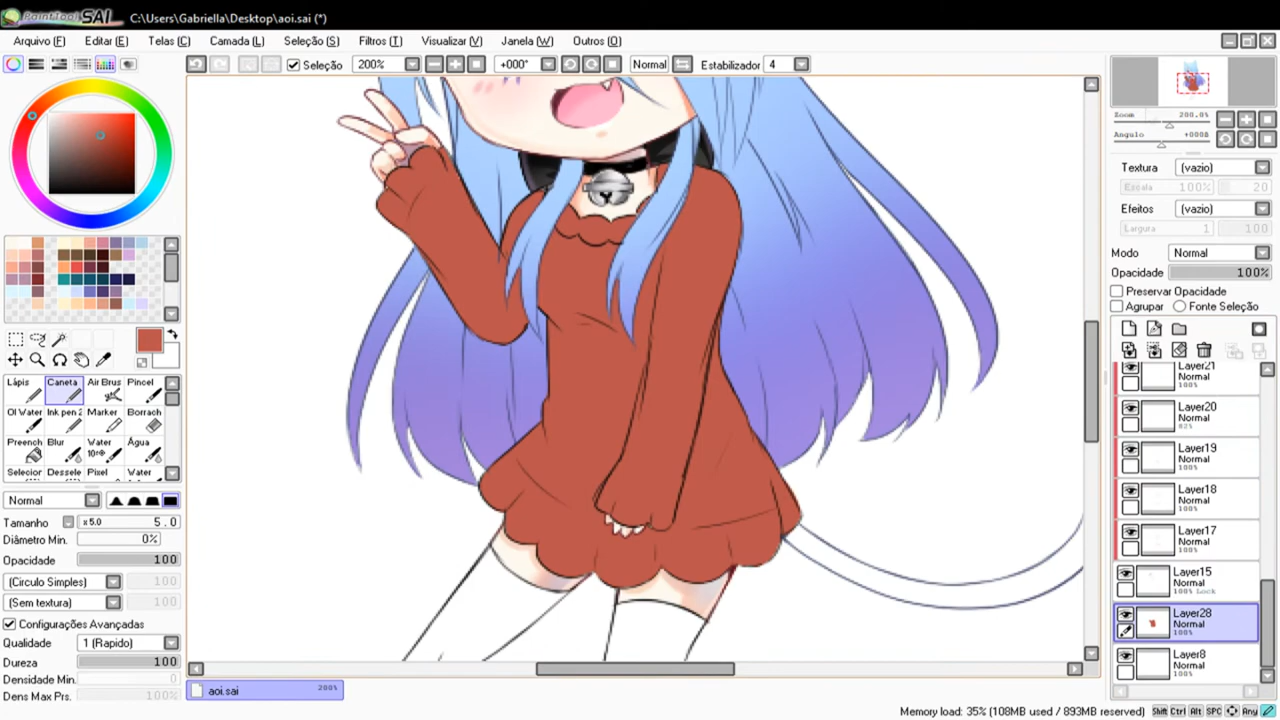 PaintTool SAI C:\Users\Gabriella\Desktop\aoi.sai (*)
Arquivo (F) Editar (E) Telas (C) Camada (L) Seleção (S) Filtros (T) Visualizar (V) Janela (W) Outros (O)
Seleção 200% +000° Normal Estabilizador 4
Zoom 200.0%
Angulo +000B
Textura (vazio)
Escala 100% 20
Efeitos (vazio)
Largura 1 100
Modo Normal
Opacidade 100%
Preservar Opacidade
Agrupar Fonte Seleção
Lápis Caneta Air Brus Pincel
Ol Water Ink pen 2 Marker Borrach
Preench Blur Water Água
Selecior Dessele Pixel Water
Normal
Tamanho x 5.0 5.0
Diâmetro Min. 0%
Opacidade 100
(Circulo Simples) 100
(Sem textura) 100
Configurações Avançadas
Qualidade 1 (Rapido)
Dureza 100
Densidade Min. 0
Dens Max Prs. 100%
Layer21
Normal
100%
Layer20
Normal
82%
Layer19
Normal
100%
Layer18
Normal
100%
Layer17
Normal
100%
Layer15
Normal
100% Lock
Layer28
Normal
100%
Layer8
Normal
100%
aoi.sai 200%
Memory load: 35% (108MB used / 893MB reserved) Shift Ctrl Alt SPC Any